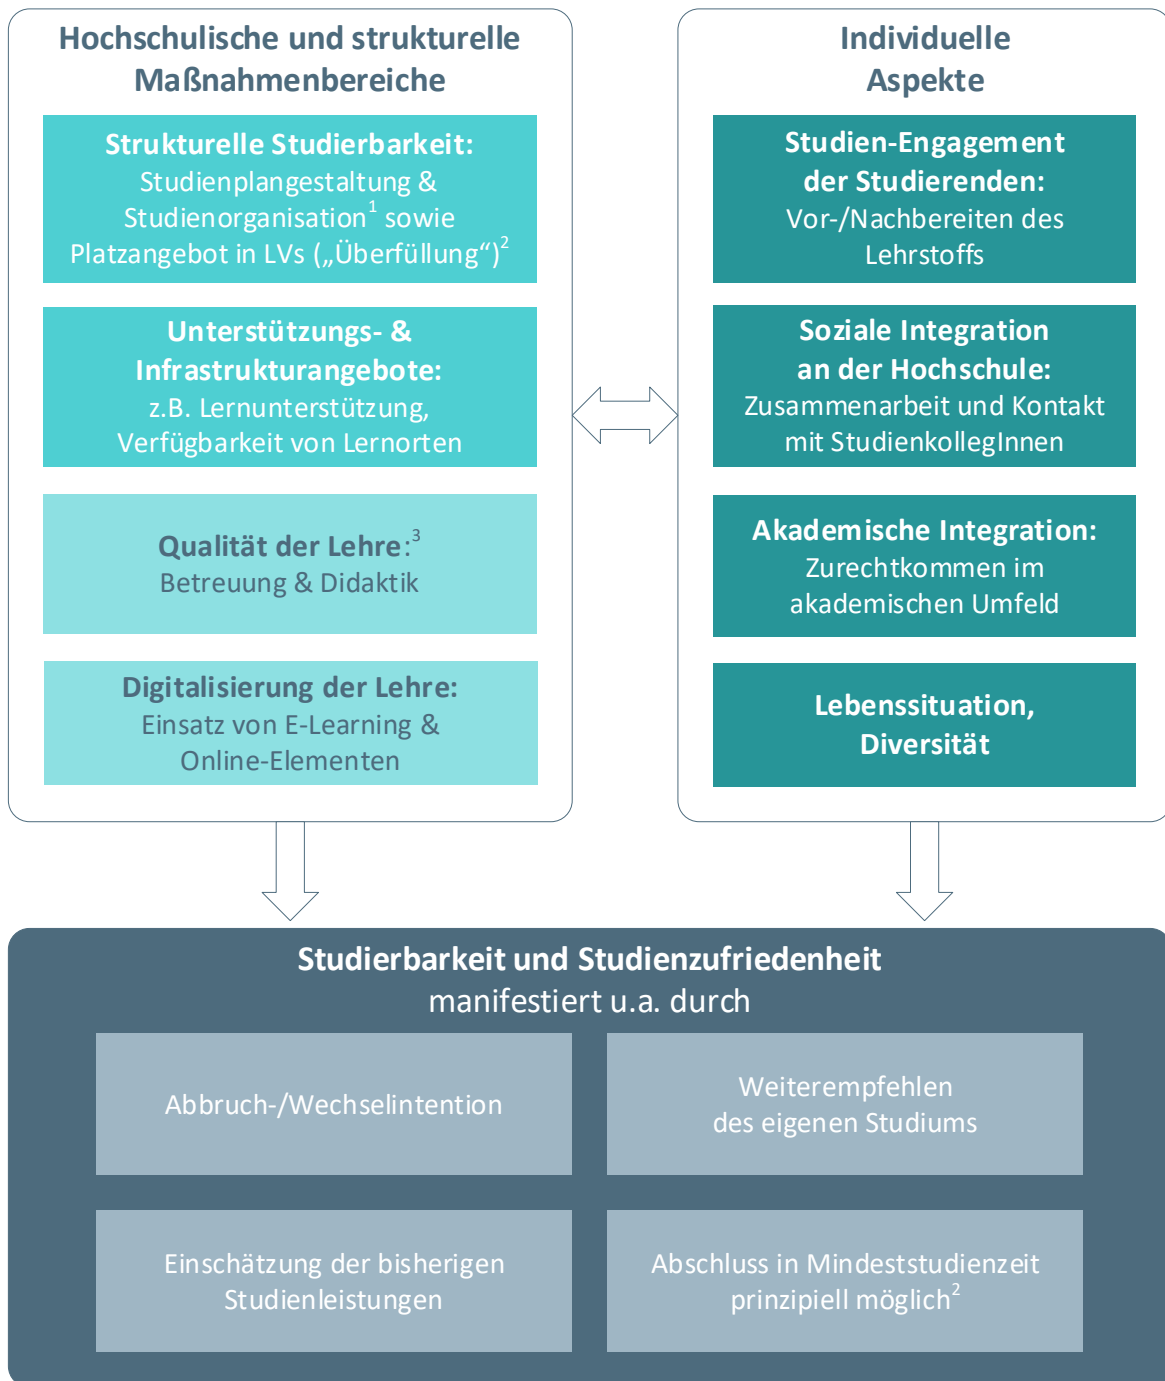 Hochschulische und strukturelle
Maßnahmenbereiche
Strukturelle Studierbarkeit:
Studienplangestaltung &
Studienorganisation¹ sowie
Platzangebot in LVs („Überfüllung“)²
Unterstützungs- &
Infrastrukturangebote:
z.B. Lernunterstützung,
Verfügbarkeit von Lernorten
Qualität der Lehre:³
Betreuung & Didaktik
Digitalisierung der Lehre:
Einsatz von E-Learning &
Online-Elementen
Individuelle
Aspekte
Studien-Engagement
der Studierenden:
Vor-/Nachbereiten des
Lehrstoffs
Soziale Integration
an der Hochschule:
Zusammenarbeit und Kontakt
mit StudienkollegInnen
Akademische Integration:
Zurechtkommen im
akademischen Umfeld
Lebenssituation,
Diversität
Studierbarkeit und Studienzufriedenheit
manifestiert u.a. durch
Abbruch-/Wechselintention
Weiterempfehlen
des eigenen Studiums
Einschätzung der bisherigen
Studienleistungen
Abschluss in Mindeststudienzeit
prinzipiell möglich²